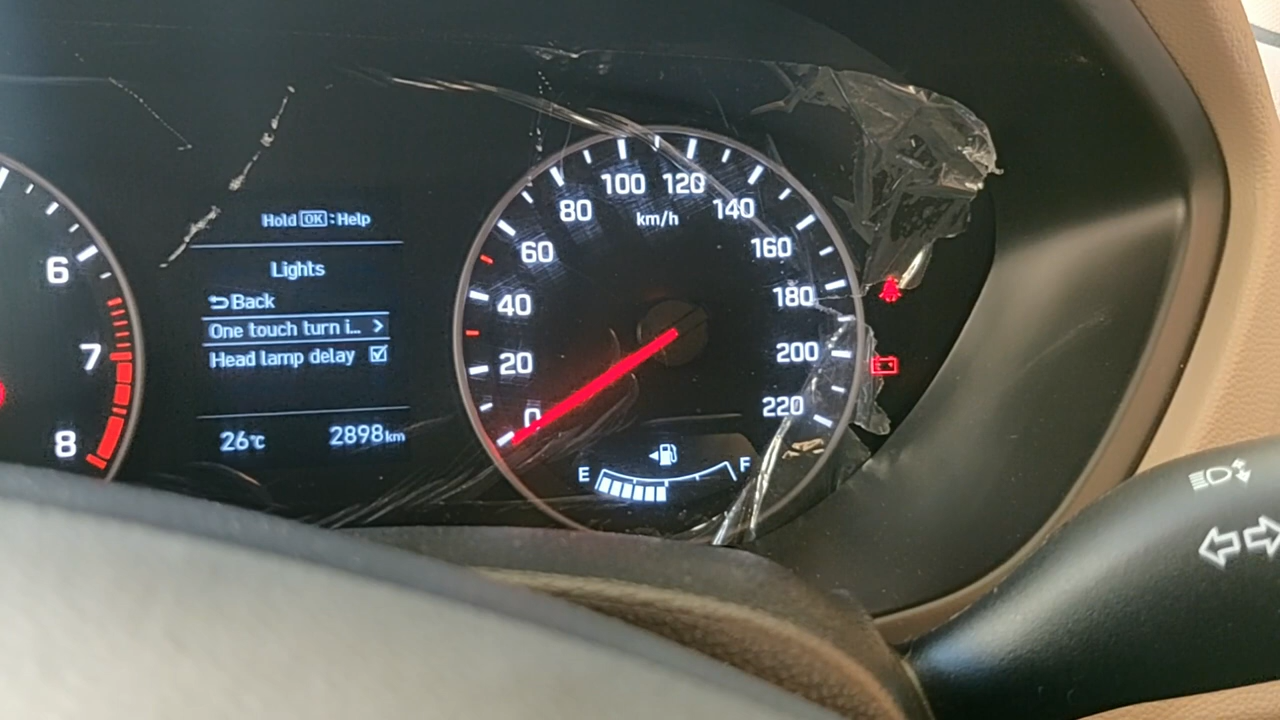 Hold OK : Help
Lights
Back
One touch turn i... >
Head lamp delay
26°C 2898km
6
7
8
0
20
40
60
80
100
120
140
160
180
200
220
km/h
E F